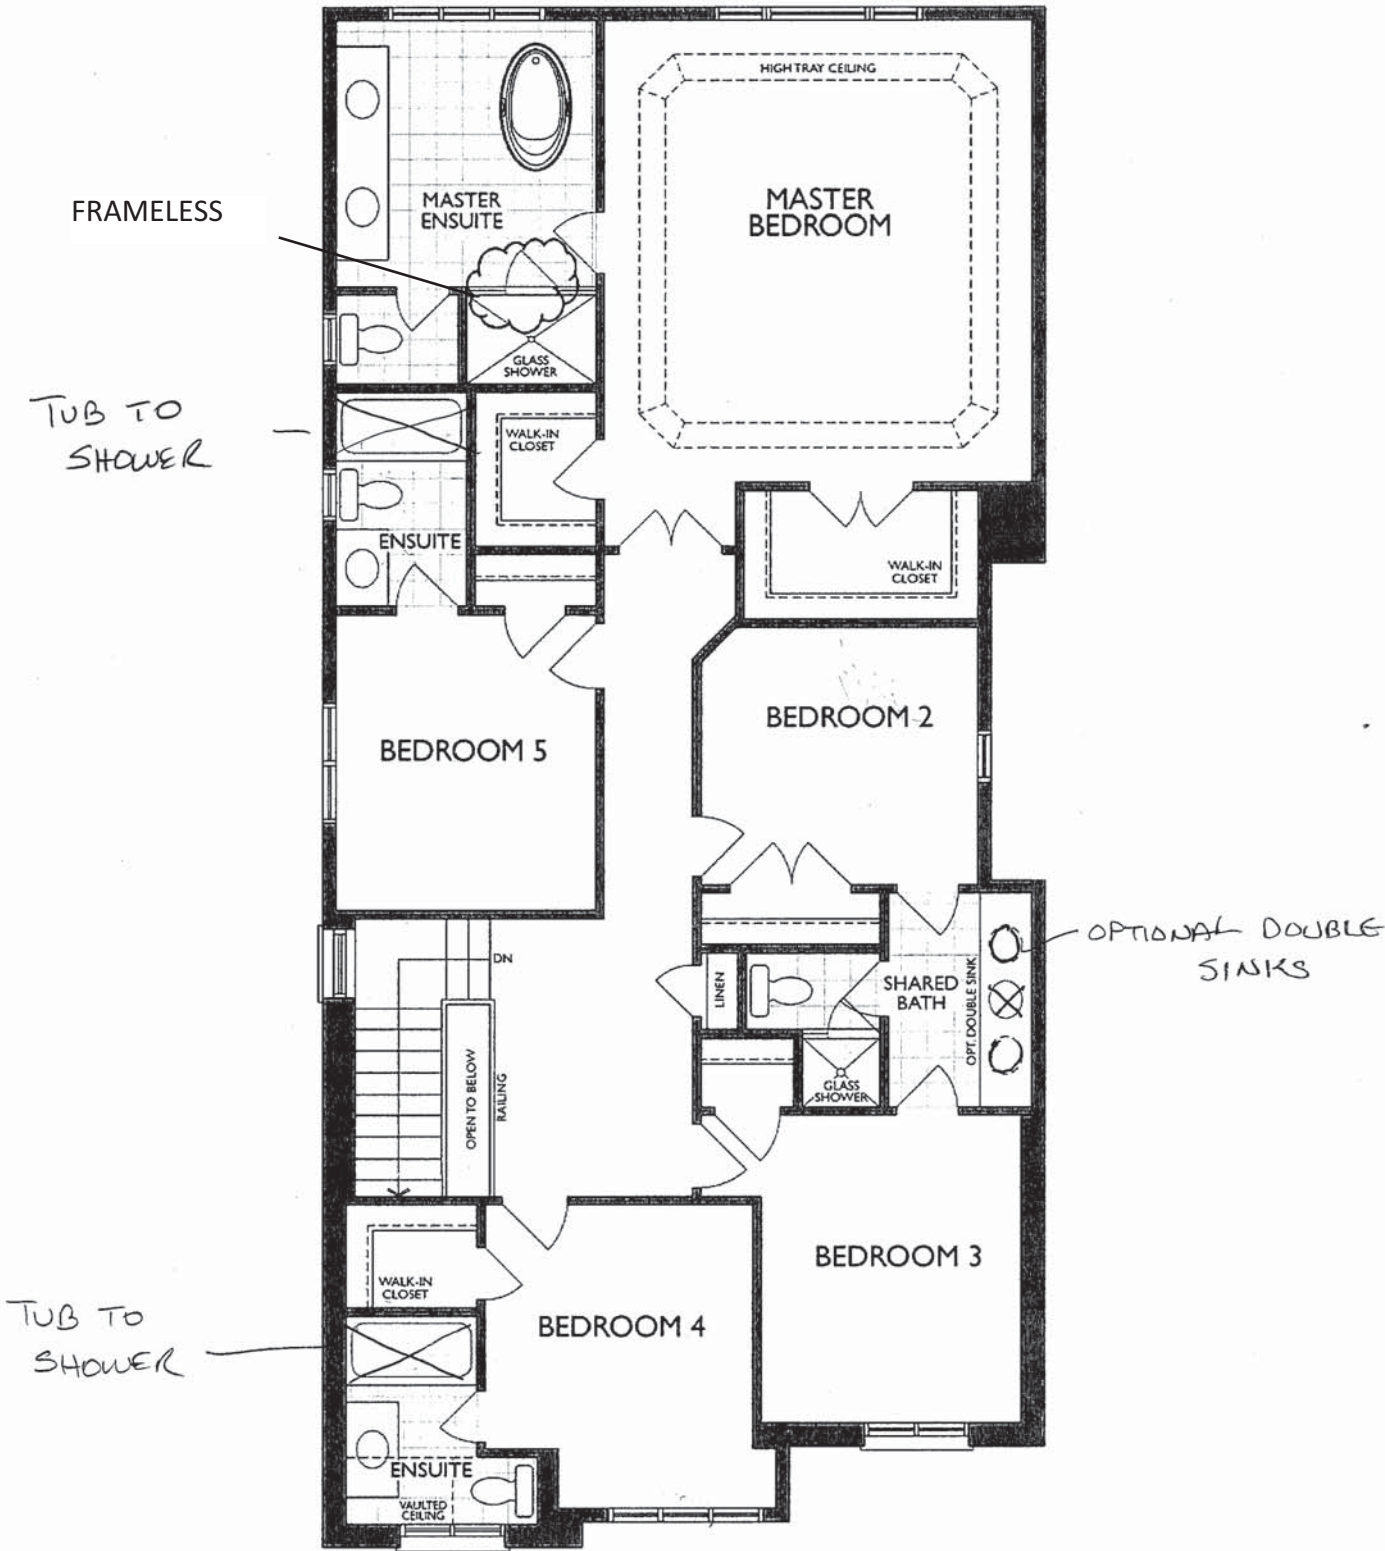 HIGH TRAY CEILING
MASTER
BEDROOM
MASTER
ENSUITE
FRAMELESS
GLASS
SHOWER
TUB TO
SHOWER
WALK-IN
CLOSET
ENSUITE
WALK-IN
CLOSET
BEDROOM 2
BEDROOM 5
OPTIONAL DOUBLE
SINKS
DN
LINEN
SHARED
BATH
OPT. DOUBLE SINK
OPEN TO BELOW
RAILING
GLASS
SHOWER
BEDROOM 3
WALK-IN
CLOSET
BEDROOM 4
TUB TO
SHOWER
ENSUITE
VAULTED
CEILING